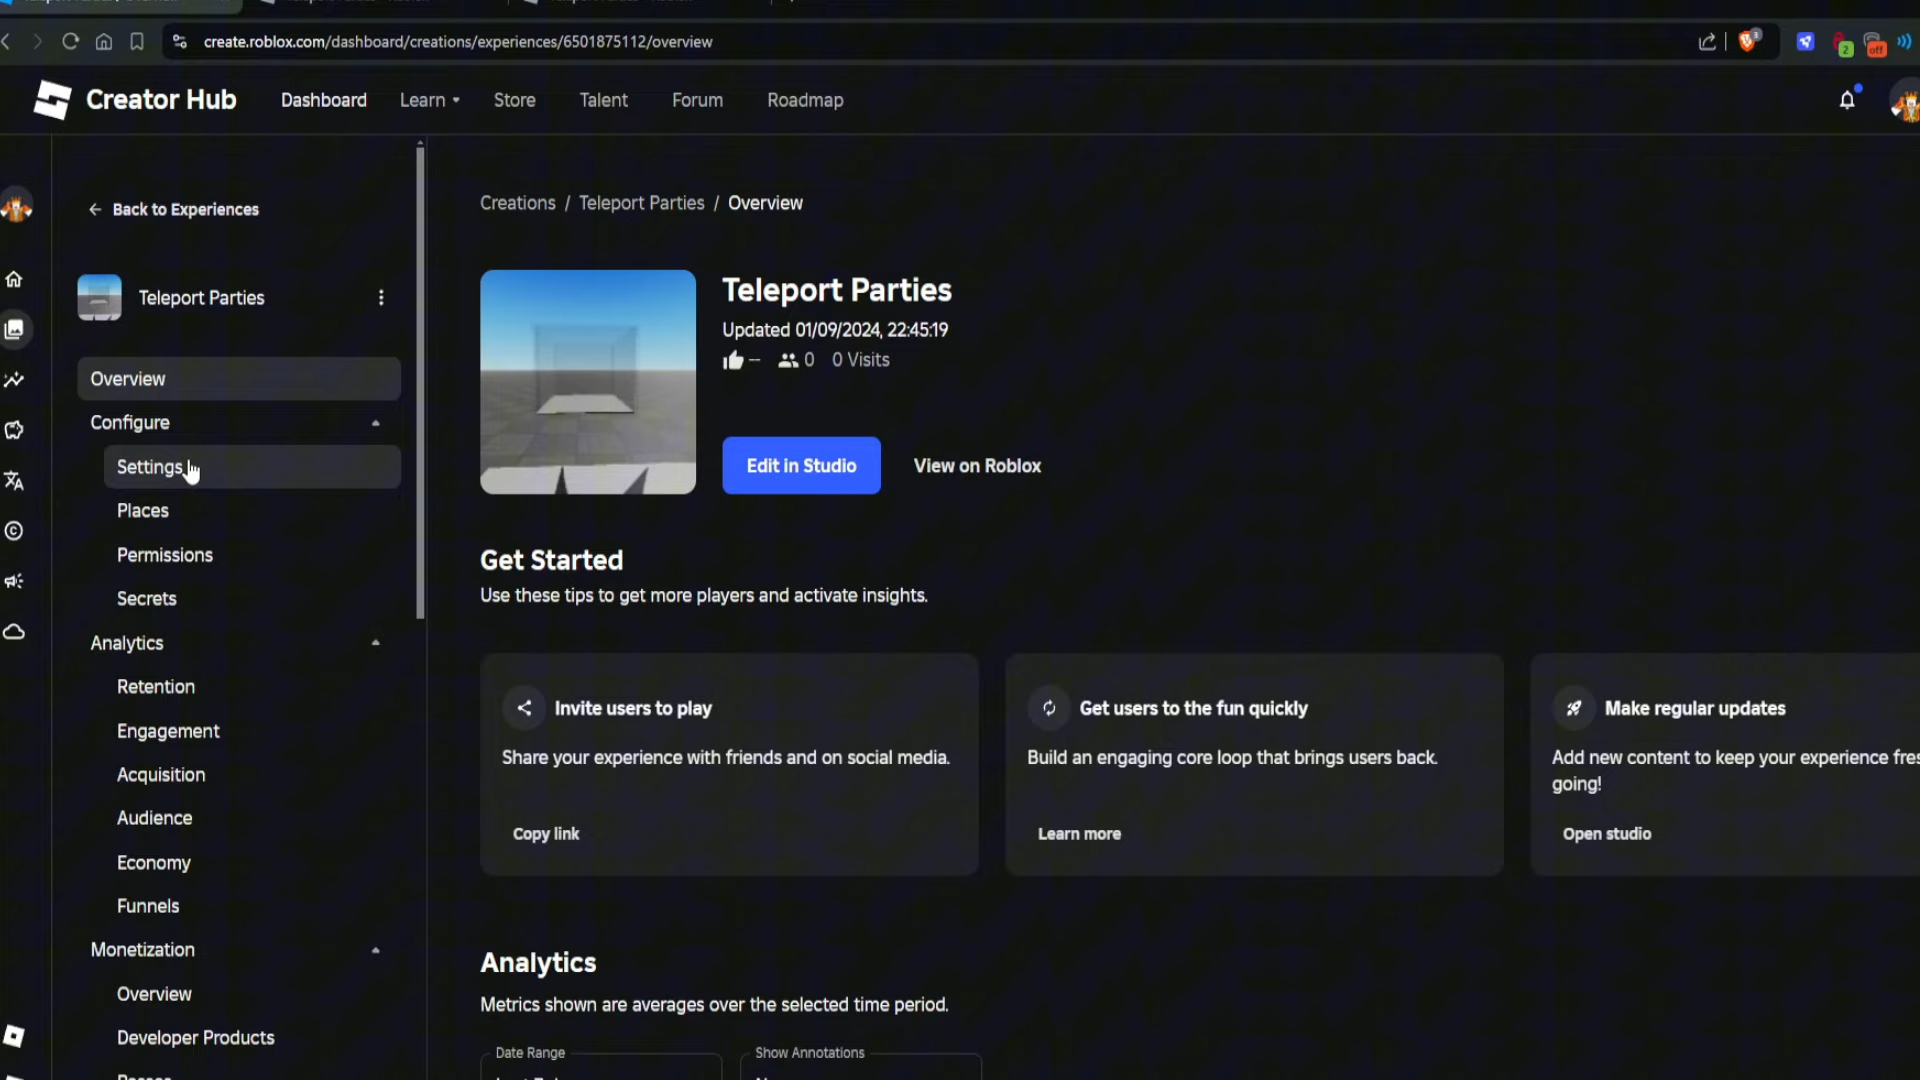 create.roblox.com/dashboard/creations/experiences/6501875112/overview
3
2
off
Creator Hub
Dashboard
Learn
Store
Talent
Forum
Roadmap
Back to Experiences
Teleport Parties
Overview
Configure
Settings
Places
Permissions
Secrets
Analytics
Retention
Engagement
Acquisition
Audience
Economy
Funnels
Monetization
Overview
Developer Products
Creations / Teleport Parties / Overview
Teleport Parties
Updated 01/09/2024, 22:45:19
-- 0 0 Visits
Edit in Studio
View on Roblox
Get Started
Use these tips to get more players and activate insights.
Invite users to play
Share your experience with friends and on social media.
Copy link
Get users to the fun quickly
Build an engaging core loop that brings users back.
Learn more
Make regular updates
Add new content to keep your experience
going!
Open studio
Analytics
Metrics shown are averages over the selected time period.
Date Range
Show Annotations